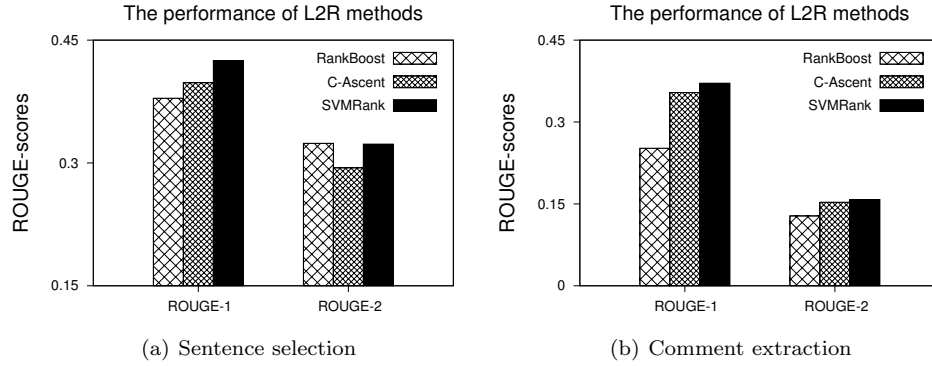 The performance of L2R methods
0.45
RankBoost
C-Ascent
SVMRank
ROUGE-scores
0.3
0.15
ROUGE-1
ROUGE-2
(a) Sentence selection
The performance of L2R methods
0.45
RankBoost
C-Ascent
SVMRank
ROUGE-scores
0.3
0.15
0
ROUGE-1
ROUGE-2
(b) Comment extraction